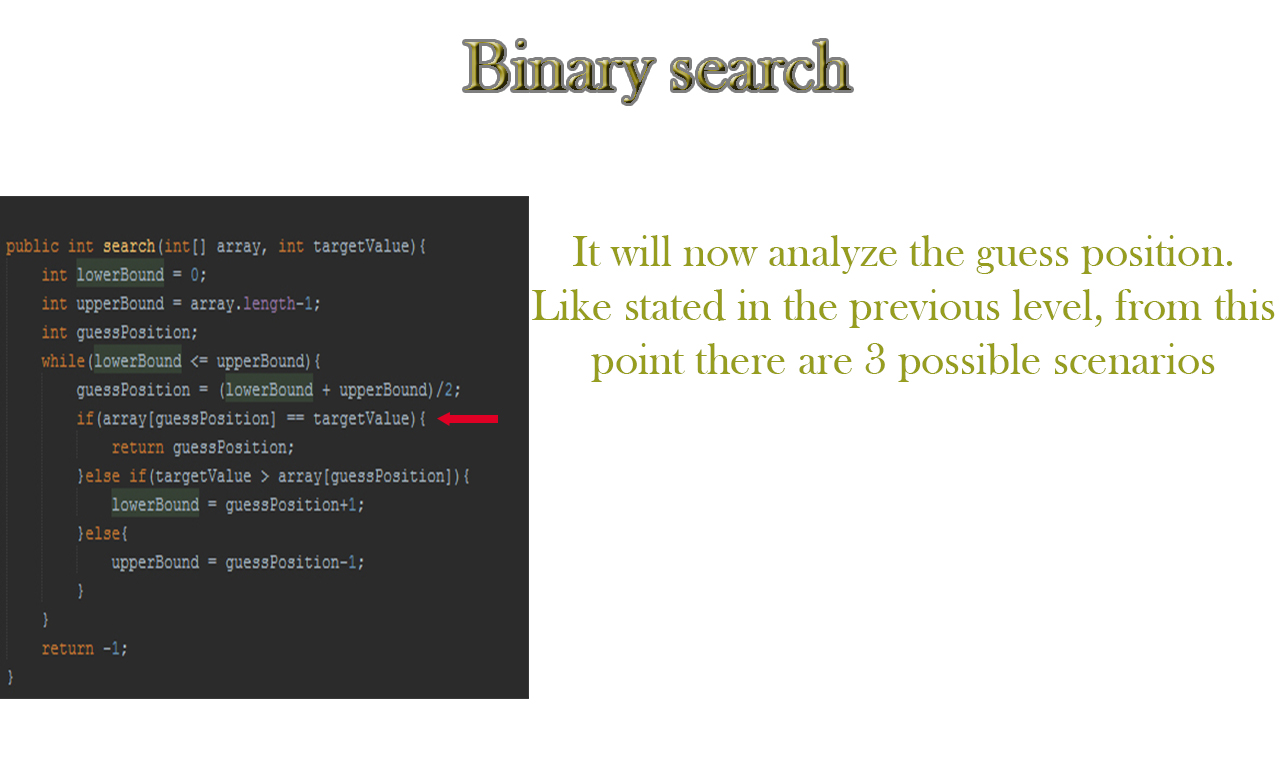 Binary search
public int search(int[] array, int targetValue){
int lowerBound = 0;
int upperBound = array.length-1;
int guessPosition;
while(lowerBound <= upperBound){
guessPosition = (lowerBound + upperBound)/2;
if(array[guessPosition] == targetValue){
return guessPosition;
}else if(targetValue > array[guessPosition]){
lowerBound = guessPosition+1;
}else{
upperBound = guessPosition-1;
}
}
return -1;
}
It will now analyze the guess position.
Like stated in the previous level, from this
point there are 3 possible scenarios